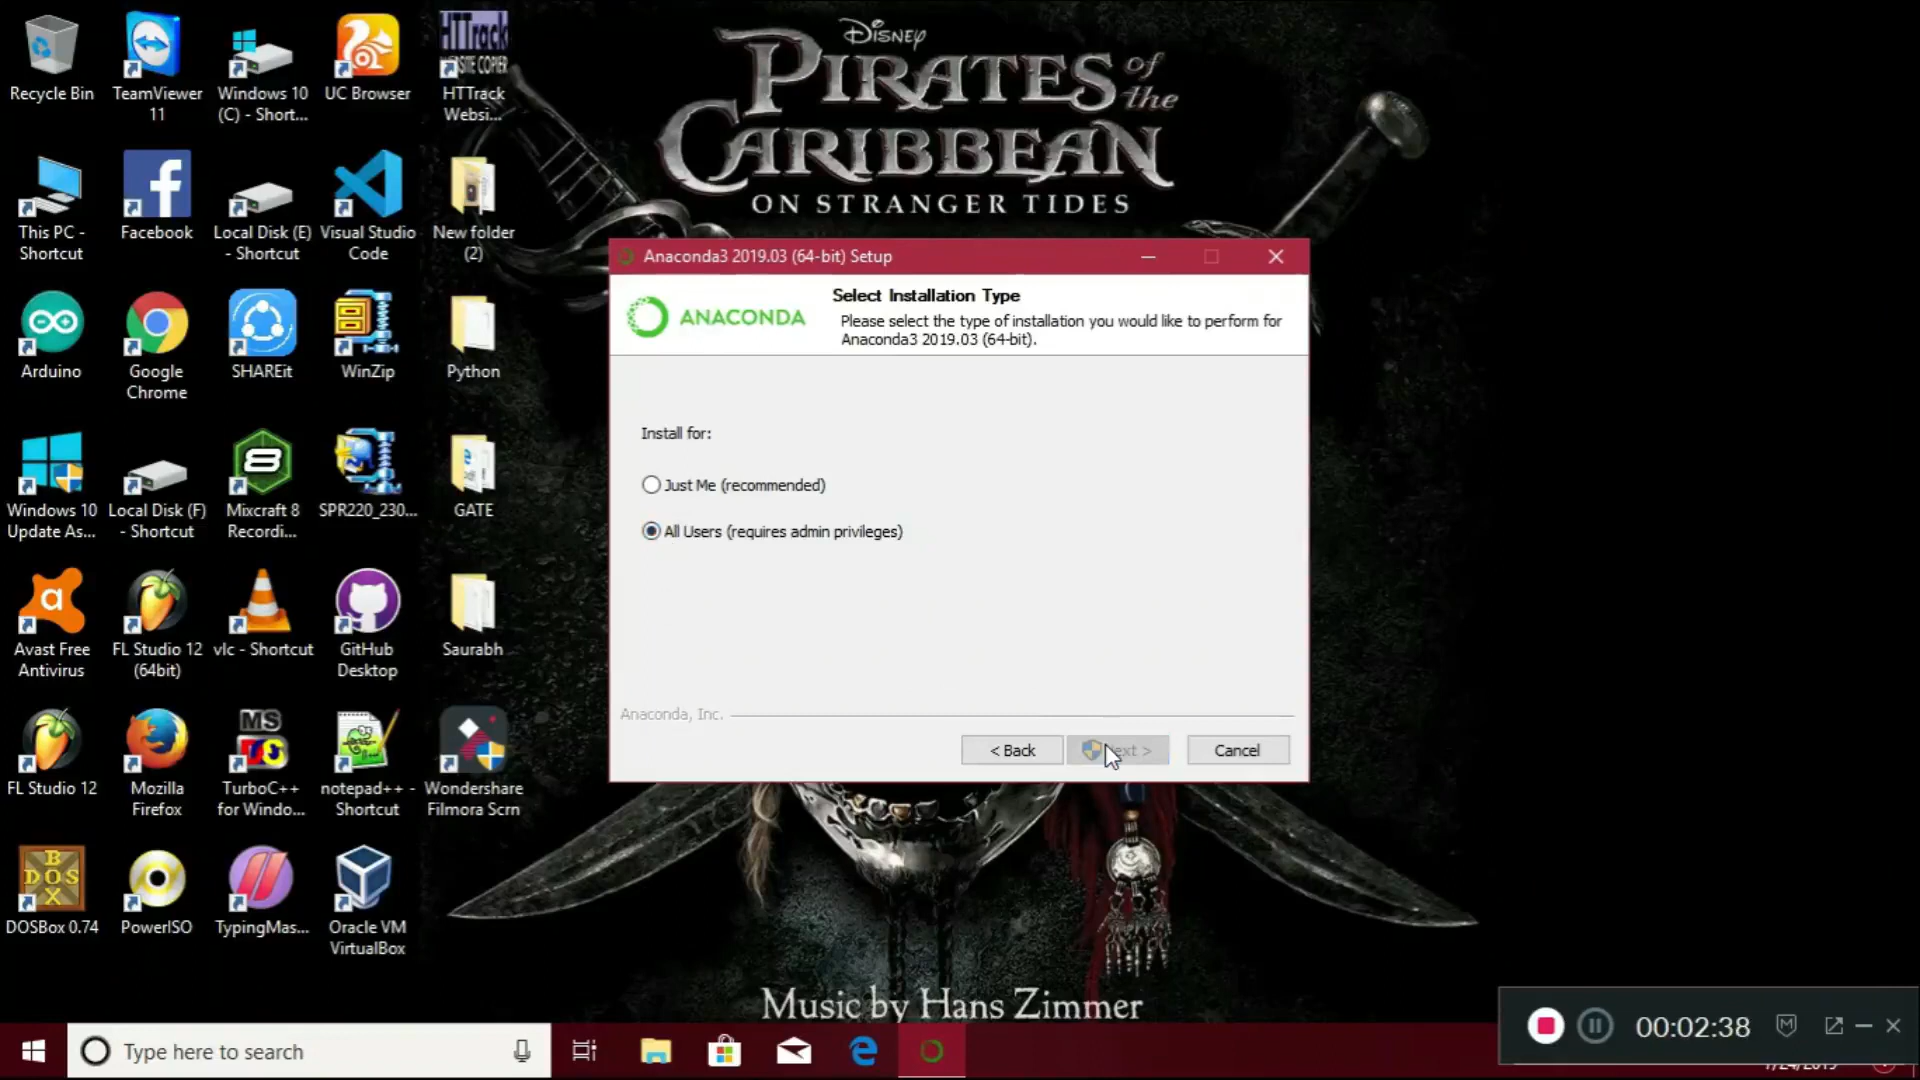 Recycle Bin
TeamViewer
11
Windows 10
(C) - Short...
UC Browser
HTTrack
WEBSITE COPIER
HTTrack
Websi...
This PC -
Shortcut
Facebook
Local Disk (E)
- Shortcut
Visual Studio
Code
New folder
(2)
Arduino
Google
Chrome
SHAREit
WinZip
Python
Windows 10
Update As...
Local Disk (F)
- Shortcut
8
Mixcraft 8
Recordi...
SPR220_230...
GATE
a
Avast Free
Antivirus
FL Studio 12
(64bit)
vlc - Shortcut
GitHub
Desktop
Saurabh
FL Studio 12
Mozilla
Firefox
MS
TurboC++
for Windo...
notepad++ -
Shortcut
Wondershare
Filmora Scrn
B
DOS
X
DOSBox 0.74
PowerISO
TypingMas...
Oracle VM
VirtualBox
Disney
PIRATES of
the
CARIBBEAN
ON STRANGER TIDES
Anaconda3 2019.03 (64-bit) Setup
ANACONDA
Select Installation Type
Please select the type of installation you would like to perform for
Anaconda3 2019.03 (64-bit).
Install for:
Just Me (recommended)
All Users (requires admin privileges)
Anaconda, Inc.
< Back
Cancel
Music by Hans Zimmer
Type here to search
00:02:38